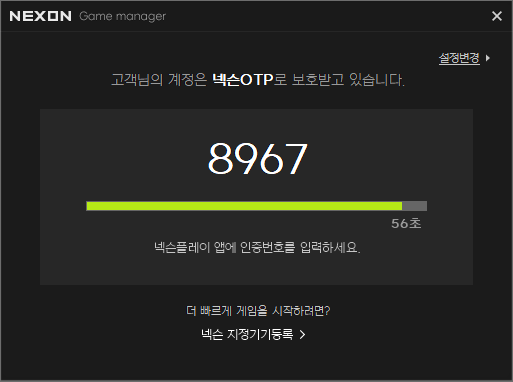 NEXON Game manager
설정변경
고객님의 계정은 넥슨OTP로 보호받고 있습니다.
8967
56초
넥슨플레이 앱에 인증번호를 입력하세요.
더 빠르게 게임을 시작하려면?
넥슨 지정기기등록 >